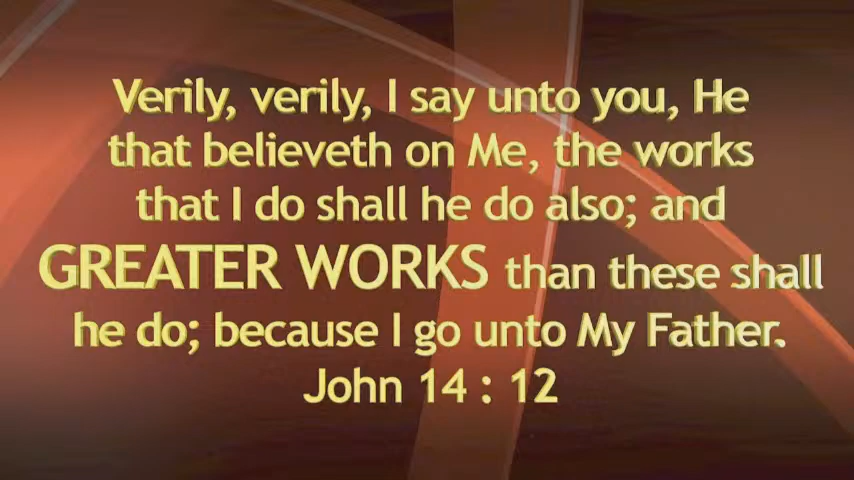 Verily, verily, I say unto you, He
that believeth on Me, the works
that I do shall he do also; and
GREATER WORKS than these shall
he do; because I go unto My Father.
John 14 : 12